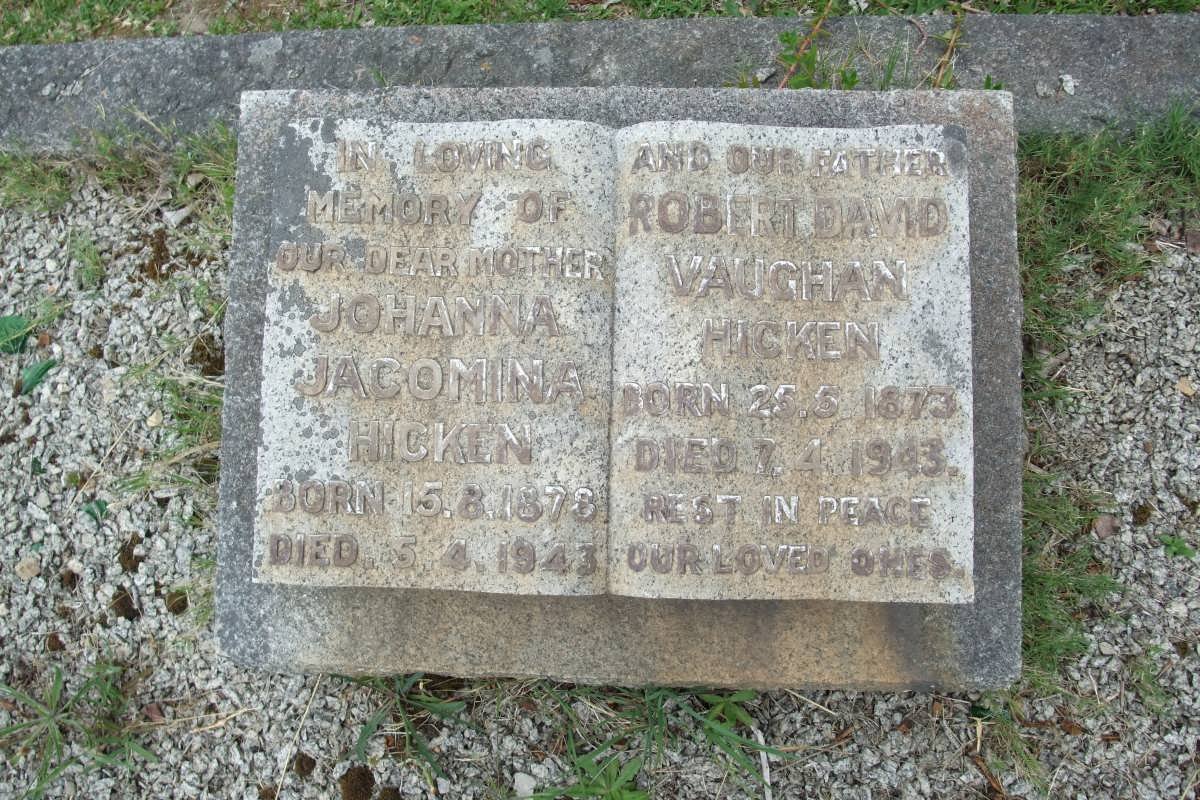 IN LOVING
MEMORY OF
OUR DEAR MOTHER
JOHANNA
JACOMINA
HICKEN
BORN 15.8.1878
DIED. 5 4. 1943
AND OUR FATHER
ROBERT DAVID
VAUGHAN
HICKEN
BORN 25.5 1873
DIED 7. 4 1943.
REST IN PEACE
OUR LOVED ONES.